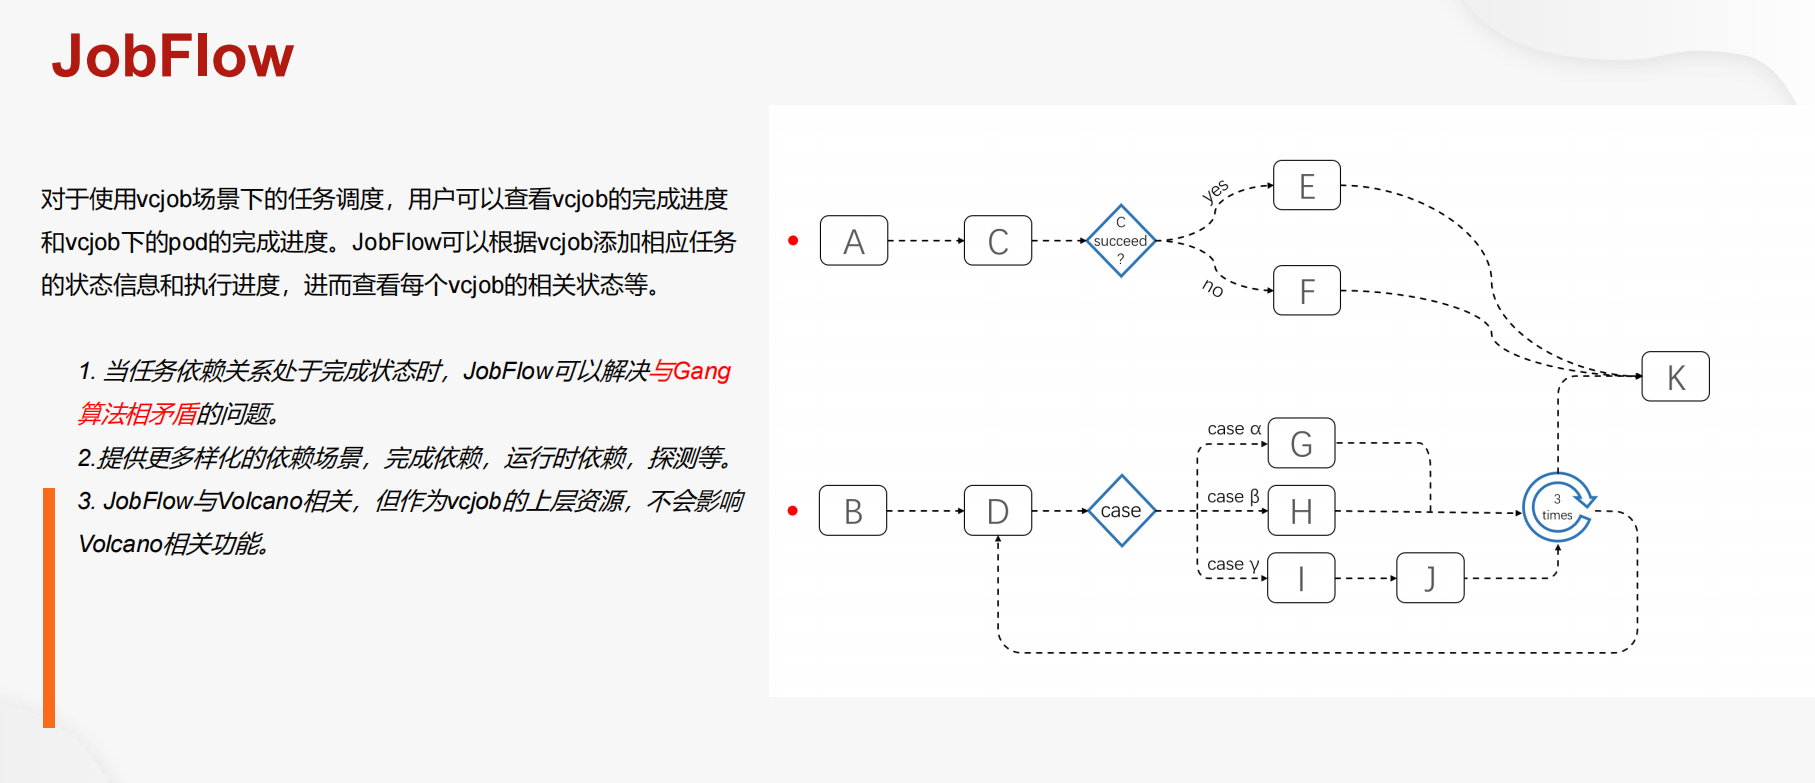 JobFlow
对于使用vcjob场景下的任务调度，用户可以查看vcjob的完成进度
和vcjob下的pod的完成进度。JobFlow可以根据vcjob添加相应任务
的状态信息和执行进度，进而查看每个vcjob的相关状态等。
1. 当任务依赖关系处于完成状态时，JobFlow可以解决与Gang
算法相矛盾的问题。
2.提供更多样化的依赖场景，完成依赖，运行时依赖，探测等。
3. JobFlow与Volcano相关，但作为vcjob的上层资源，不会影响
Volcano相关功能。
A
C
C
succeed
?
yes
no
E
F
K
B
D
case
case α
G
case β
H
case γ
I
J
3
times